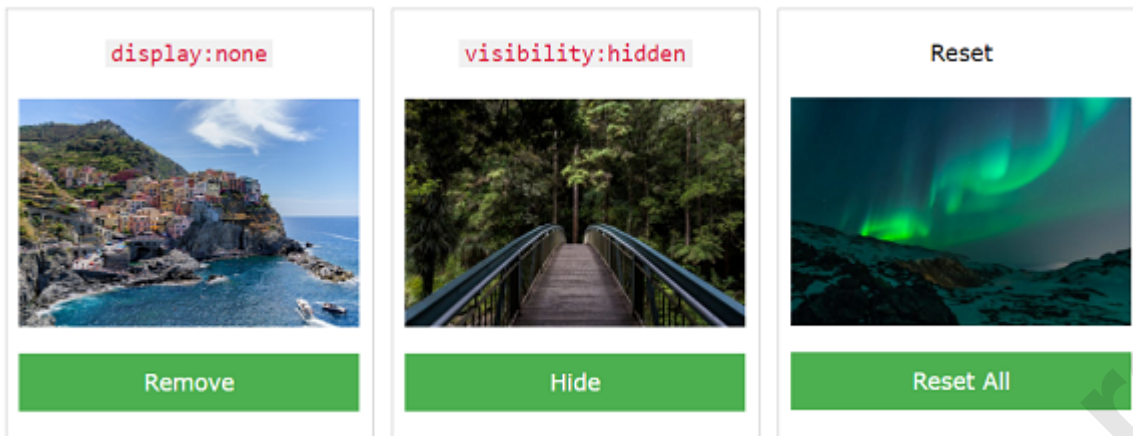 display:none
visibility:hidden
Reset
Remove
Hide
Reset All